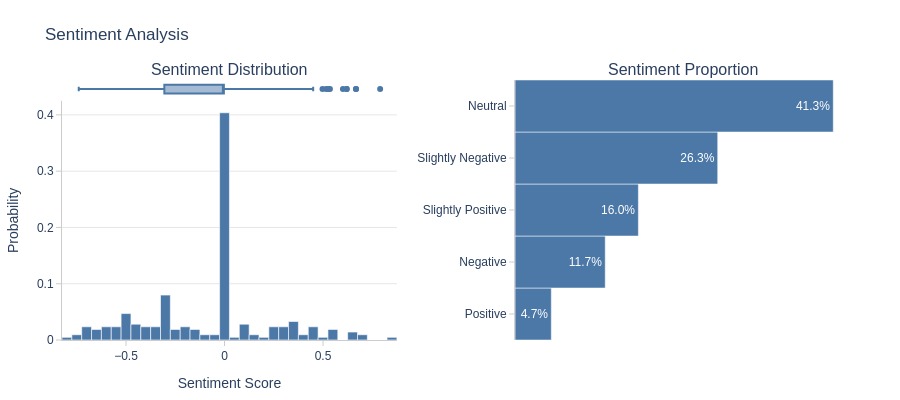 Sentiment Analysis
Sentiment Distribution
0.4
0.3
0.2
0.1
0
Probability
−0.5
0
0.5
Sentiment Score
Sentiment Proportion
Neutral
41.3%
Slightly Negative
26.3%
Slightly Positive
16.0%
Negative
11.7%
Positive
4.7%